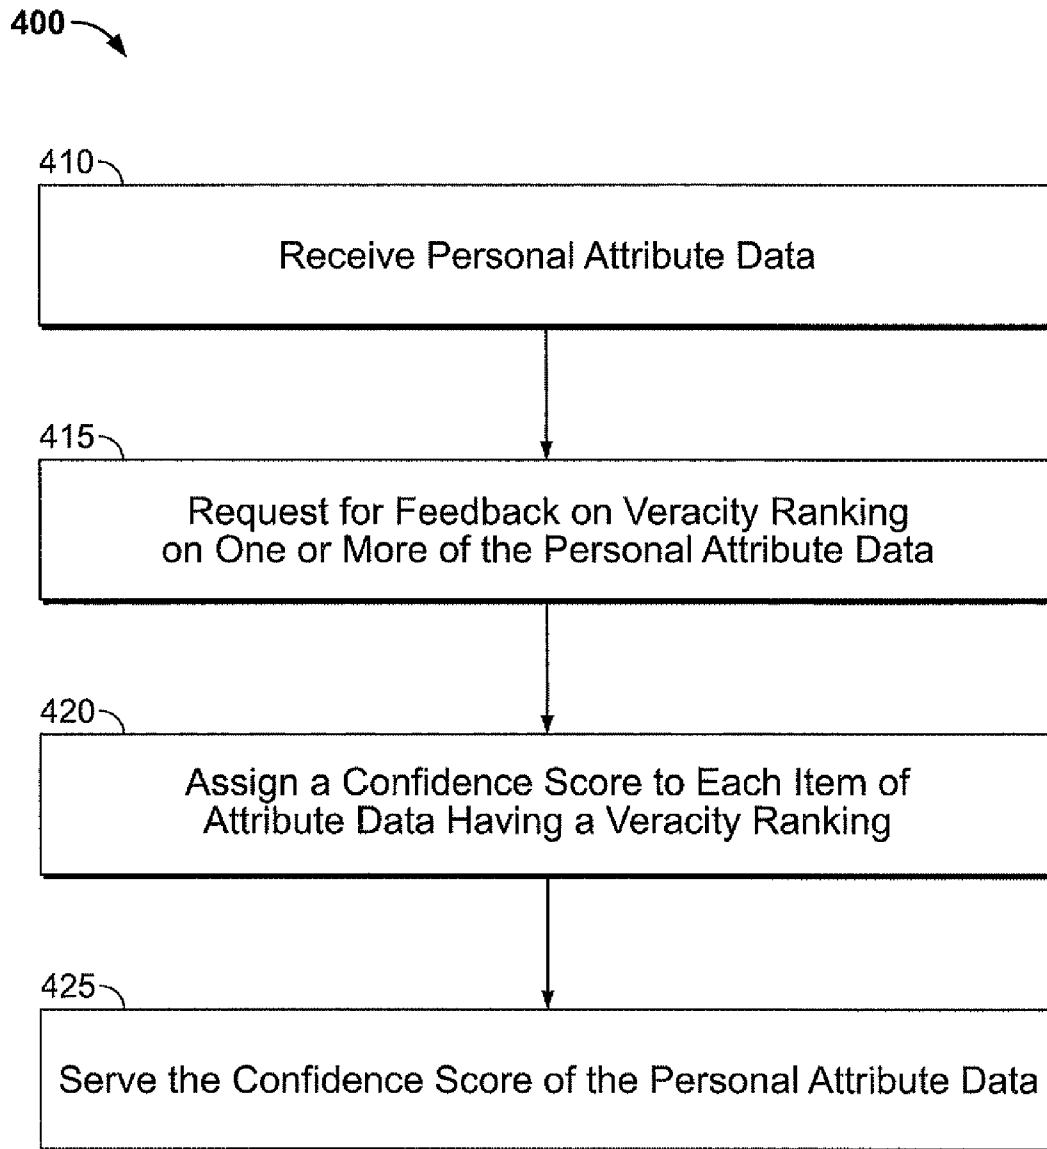 400
410
Receive Personal Attribute Data
415
Request for Feedback on Veracity Ranking
on One or More of the Personal Attribute Data
420
Assign a Confidence Score to Each Item of
Attribute Data Having a Veracity Ranking
425
Serve the Confidence Score of the Personal Attribute Data